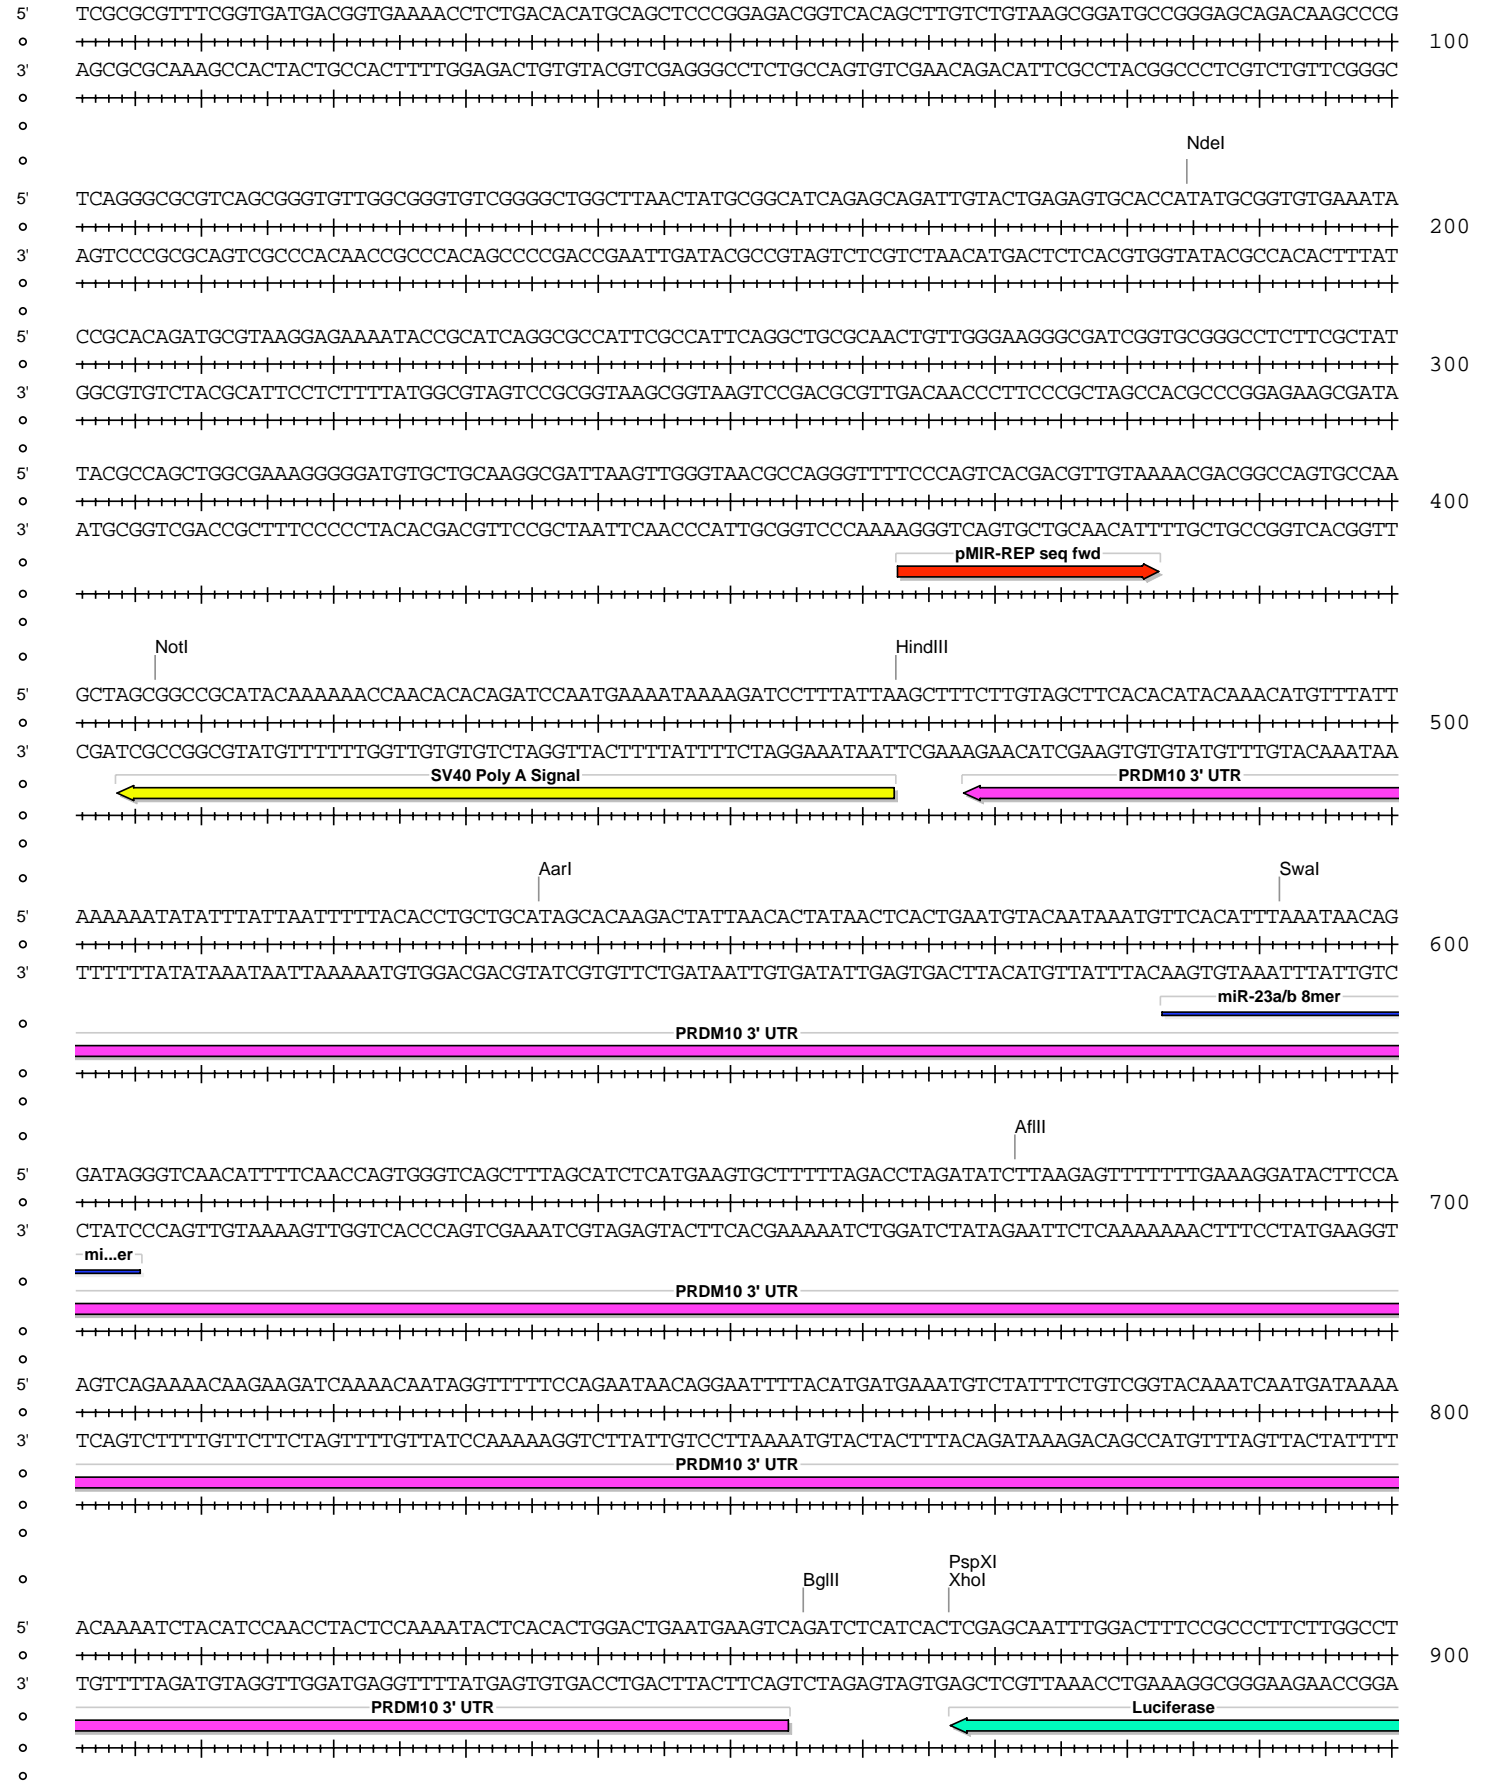 5' TCGCGCGTTTCGGTGATGACGGTGAAAACCTCTGACACATGCAGCTCCCGGAGACGGTCACAGCTTGTCTGTAAGCGGATGCCGGGAGCAGACAAGCCCG
100
3' AGCGCGCAAAGCCACTACTGCCACTTTTGGAGACTGTGTACGTCGAGGGCCTCTGCCAGTGTCGAACAGACATTCGCCTACGGCCCTCGTCTGTTCGGGC
NdeI
5' TCAGGGCGCGTCAGCGGGTGTTGGCGGGTGTCGGGGCTGGCTTAACTATGCGGCATCAGAGCAGATTGTACTGAGAGTGCACCATATGCGGTGTGAAATA
200
3' AGTCCCGCGCAGTCGCCCACAACCGCCCACAGCCCCGACCGAATTGATACGCCGTAGTCTCGTCTAACATGACTCTCACGTGGTATACGCCACACTTTAT
5' CCGCACAGATGCGTAAGGAGAAAATACCGCATCAGGCGCCATTCGCCATTCAGGCTGCGCAACTGTTGGGAAGGGCGATCGGTGCGGGCCTCTTCGCTAT
300
3' GGCGTGTCTACGCATTCCTCTTTTATGGCGTAGTCCGCGGTAAGCGGTAAGTCCGACGCGTTGACAACCCTTCCCGCTAGCCACGCCCGGAGAAGCGATA
5' TACGCCAGCTGGCGAAAGGGGGATGTGCTGCAAGGCGATTAAGTTGGGTAACGCCAGGGTTTTCCCAGTCACGACGTTGTAAAACGACGGCCAGTGCCAA
400
3' ATGCGGTCGACCGCTTTCCCCCTACACGACGTTCCGCTAATTCAACCCATTGCGGTCCCAAAAGGGTCAGTGCTGCAACATTTTGCTGCCGGTCACGGTT
pMIR-REP seq fwd
NotI HindIII
5' GCTAGCGGCCGCATACAAAAAACCAACACACAGATCCAATGAAAATAAAAGATCCTTTATTAAGCTTTCTTGTAGCTTCACACATACAAACATGTTTATT
500
3' CGATCGCCGGCGTATGTTTTTTGGTTGTGTGTCTAGGTTACTTTTATTTTCTAGGAAATAATTCGAAAGAACATCGAAGTGTGTATGTTTGTACAAATAA
SV40 Poly A Signal PRDM10 3' UTR
AarI SwaI
5' AAAAAATATATTTATTAATTTTTACACCTGCTGCATAGCACAAGACTATTAACACTATAACTCACTGAATGTACAATAAATGTTCACATTTAAATAACAG
600
3' TTTTTTATATAAATAATTAAAAATGTGGACGACGTATCGTGTTCTGATAATTGTGATATTGAGTGACTTACATGTTATTTACAAGTGTAAATTTATTGTC
miR-23a/b 8mer
PRDM10 3' UTR
AflII
5' GATAGGGTCAACATTTTCAACCAGTGGGTCAGCTTTAGCATCTCATGAAGTGCTTTTTAGACCTAGATATCTTAAGAGTTTTTTTGAAAGGATACTTCCA
700
3' CTATCCCAGTTGTAAAAGTTGGTCACCCAGTCGAAATCGTAGAGTACTTCACGAAAAATCTGGATCTATAGAATTCTCAAAAAAACTTTCCTATGAAGGT
mi...er
PRDM10 3' UTR
5' AGTCAGAAAACAAGAAGATCAAAACAATAGGTTTTTCCAGAATAACAGGAATTTTACATGATGAAATGTCTATTTCTGTCGGTACAAATCAATGATAAAA
800
3' TCAGTCTTTTGTTCTTCTAGTTTTGTTATCCAAAAAGGTCTTATTGTCCTTAAAATGTACTACTTTACAGATAAAGACAGCCATGTTTAGTTACTATTTT
PRDM10 3' UTR
BglII PspXI
XhoI
5' ACAAAATCTACATCCAACCTACTCCAAAATACTCACACTGGACTGAATGAAGTCAGATCTCATCACTCGAGCAATTTGGACTTTCCGCCCTTCTTGGCCT
900
3' TGTTTTAGATGTAGGTTGGATGAGGTTTTATGAGTGTGACCTGACTTACTTCAGTCTAGAGTAGTGAGCTCGTTAAACCTGAAAGGCGGGAAGAACCGGA
PRDM10 3' UTR Luciferase